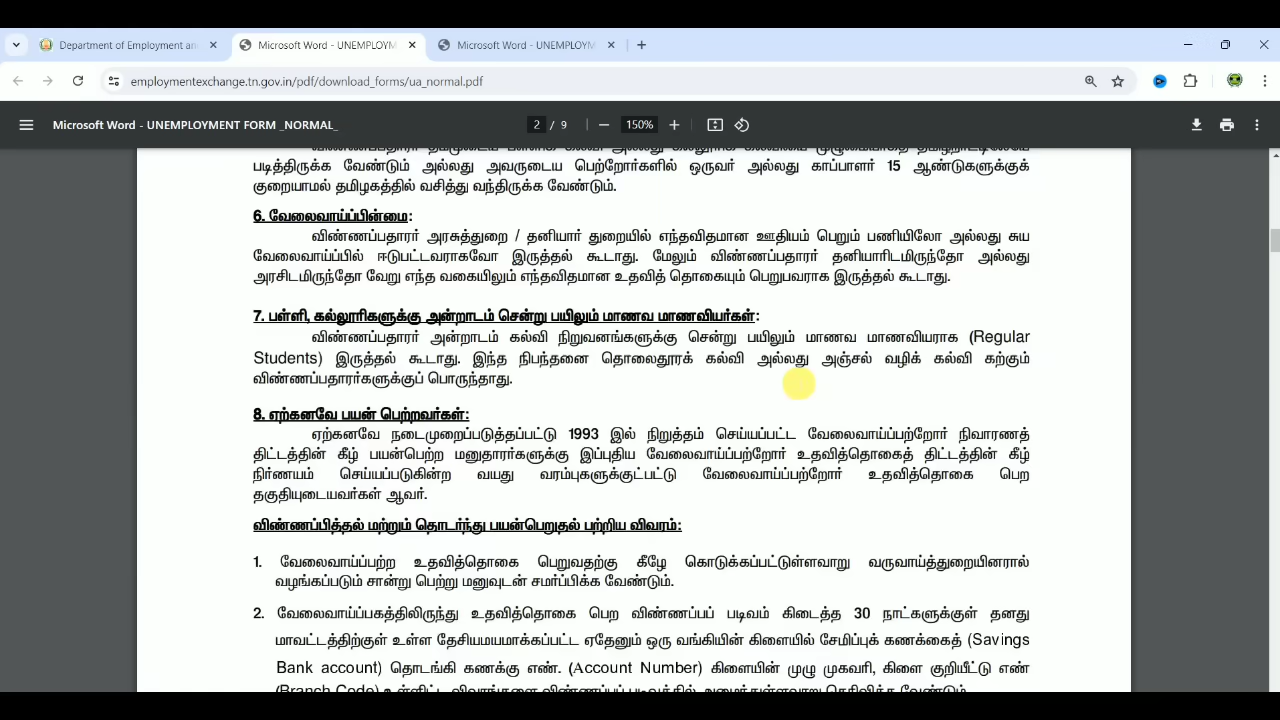 Department of Employment an
Microsoft Word - UNEMPLOYM
Microsoft Word - UNEMPLOYM
employmentexchange.tn.gov.in/pdf/download_forms/ua_normal.pdf
Microsoft Word - UNEMPLOYMENT FORM _NORMAL_
2 / 9
150%
படித்திருக்க வேண்டும் அல்லது அவருடைய பெற்றோர்களில் ஒருவர் அல்லது காப்பாளர் 15 ஆண்டுகளுக்குக்
குறையாமல் தமிழகத்தில் வசித்து வந்திருக்க வேண்டும்.
6. வேலைவாய்ப்பின்மை:
விண்ணப்பதாரர் அரசுத்துறை / தனியார் துறையில் எந்தவிதமான ஊதியம் பெறும் பணியிலோ அல்லது சுய
வேலைவாய்ப்பில் ஈடுபட்டவராகவோ இருத்தல் கூடாது. மேலும் விண்ணப்பதாரர் தனியாரிடமிருந்தோ அல்லது
அரசிடமிருந்தோ வேறு எந்த வகையிலும் எந்தவிதமான உதவித் தொகையும் பெறுபவராக இருத்தல் கூடாது.
7. பள்ளி, கல்லூரிகளுக்கு அன்றாடம் சென்று பயிலும் மாணவ மாணவியர்கள்:
விண்ணப்பதாரர் அன்றாடம் கல்வி நிறுவனங்களுக்கு சென்று பயிலும் மாணவ மாணவியராக (Regular
Students) இருத்தல் கூடாது. இந்த நிபந்தனை தொலைதூரக் கல்வி அல்லது அஞ்சல் வழிக் கல்வி கற்கும்
விண்ணப்பதாரர்களுக்குப் பொருந்தாது.
8. ஏற்கனவே பயன் பெற்றவர்கள்:
ஏற்கனவே நடைமுறைப்படுத்தப்பட்டு 1993 இல் நிறுத்தம் செய்யப்பட்ட வேலைவாய்ப்பற்றோர் நிவாரணத்
திட்டத்தின் கீழ் பயன்பெற்ற மனுதாரர்களுக்கு இப்புதிய வேலைவாய்ப்பற்றோர் உதவித்தொகைத் திட்டத்தின் கீழ்
நிர்ணயம் செய்யப்படுகின்ற வயது வரம்புகளுக்குட்பட்டு வேலைவாய்ப்பற்றோர் உதவித்தொகை பெற
தகுதியுடையவர்கள் ஆவர்.
விண்ணப்பித்தல் மற்றும் தொடர்ந்து பயன்பெறுதல் பற்றிய விவரம்:
1. வேலைவாய்ப்பற்ற உதவித்தொகை பெறுவதற்கு கீழே கொடுக்கப்பட்டுள்ளவாறு வருவாய்த்துறையினரால்
வழங்கப்படும் சான்று பெற்று மனுவுடன் சமர்ப்பிக்க வேண்டும்.
2. வேலைவாய்ப்பகத்திலிருந்து உதவித்தொகை பெற விண்ணப்பப் படிவம் கிடைத்த 30 நாட்களுக்குள் தனது
மாவட்டத்திற்குள் உள்ள தேசியமயமாக்கப்பட்ட ஏதேனும் ஒரு வங்கியின் கிளையில் சேமிப்புக் கணக்கைத் (Savings
Bank account) தொடங்கி கணக்கு எண். (Account Number) கிளையின் முழு முகவரி, கிளை குறியீட்டு எண்
(Branch Code) உள்ளிட்ட விவரங்களை விண்ணப்பப் படிவத்தில்